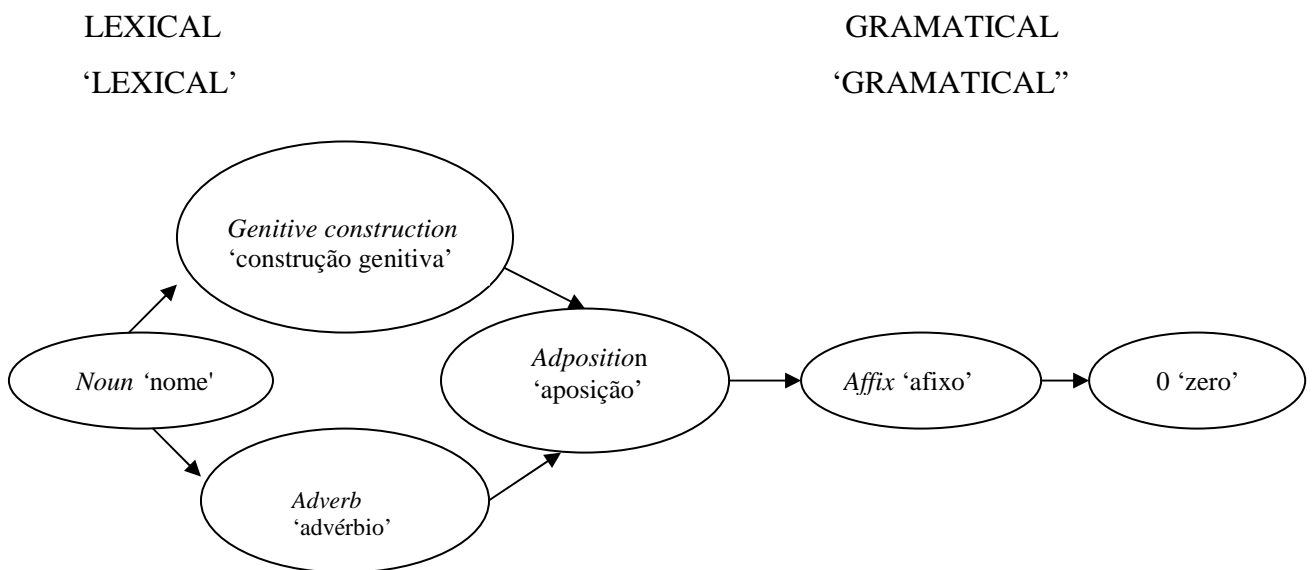 LEXICAL GRAMATICAL
‘LEXICAL’ ‘GRAMATICAL”
Genitive construction
‘construção genitiva’
Noun ‘nome'
Adposition
‘aposição’
Affix ‘afixo’
0 ‘zero’
Adverb
‘advérbio’